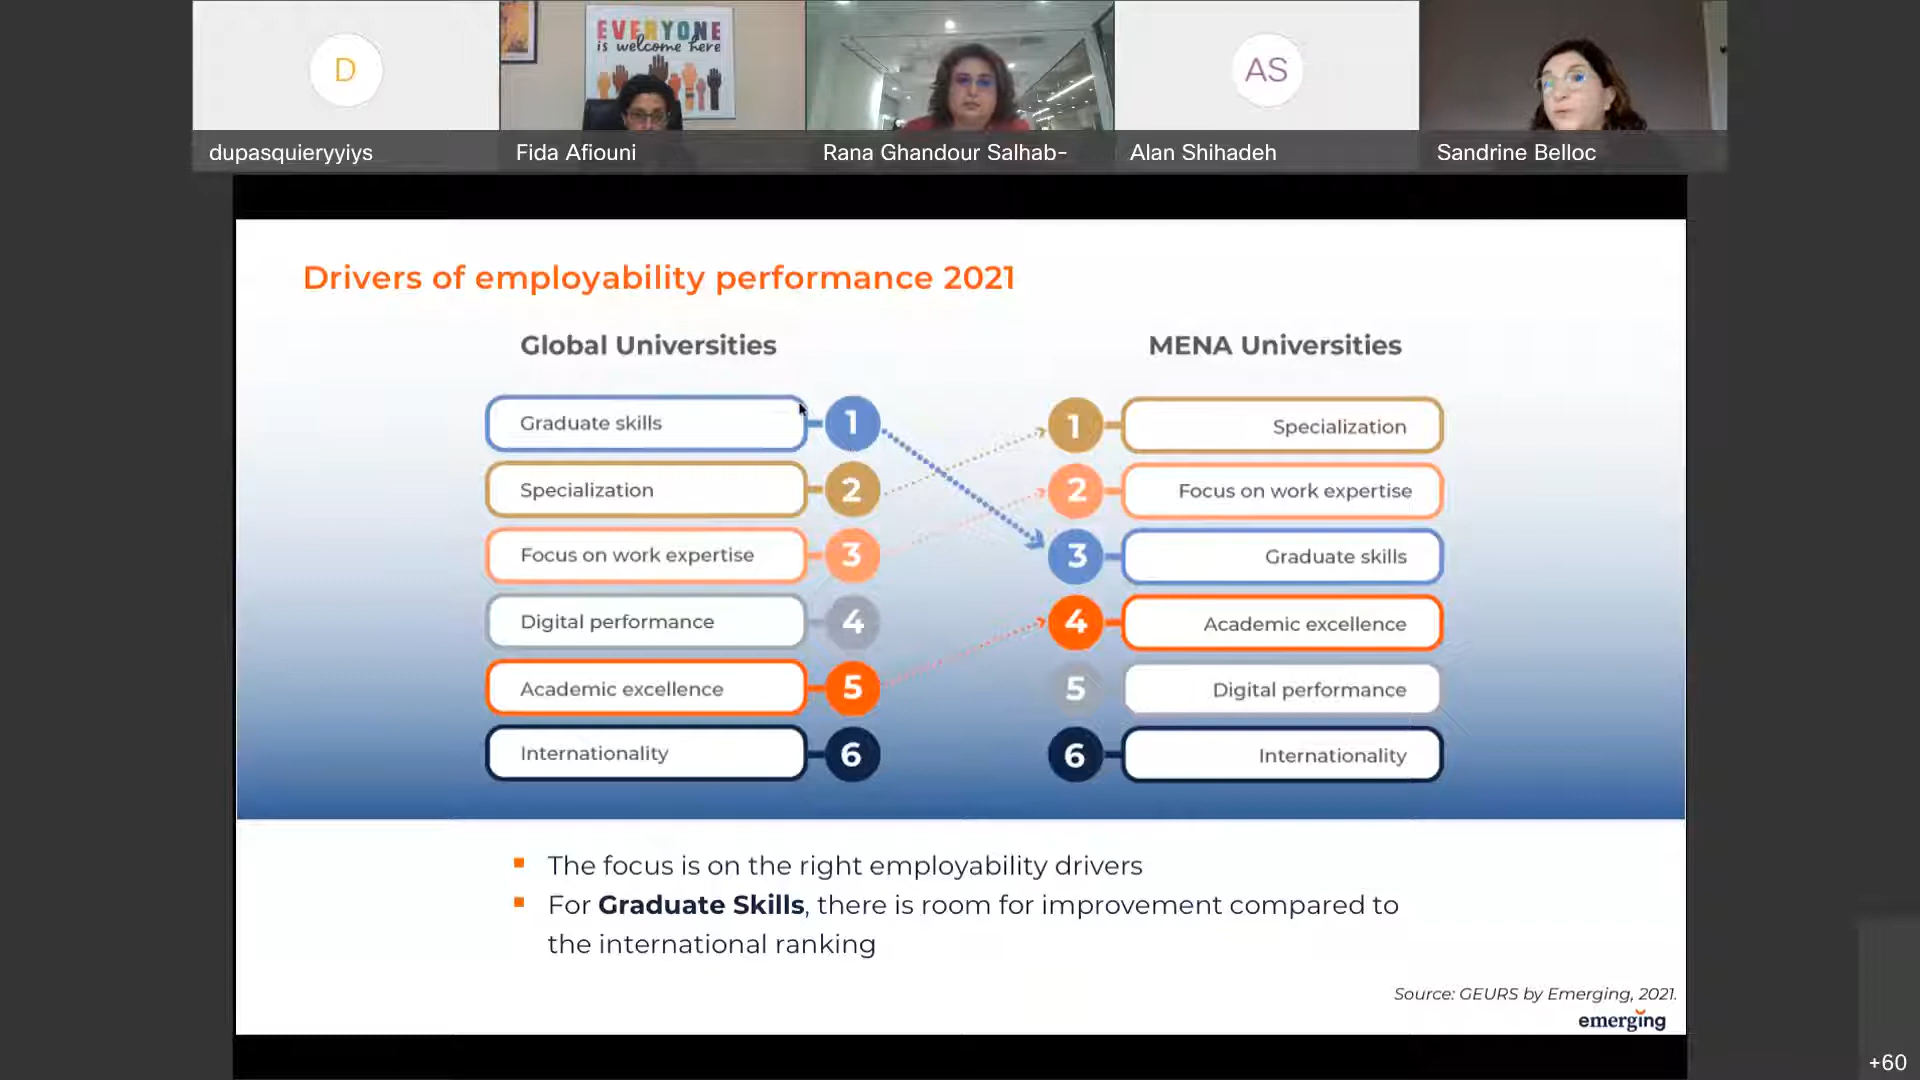 D
EVERYONE
is welcome here
AS
dupasquieryyiys
Fida Afiouni
Rana Ghandour Salhab-
Alan Shihadeh
Sandrine Belloc
Drivers of employability performance 2021
Global Universities
MENA Universities
Graduate skills 1
1 Specialization
Specialization 2
2 Focus on work expertise
Focus on work expertise 3
3 Graduate skills
Digital performance 4
4 Academic excellence
Academic excellence 5
5 Digital performance
Internationality 6
6 Internationality
The focus is on the right employability drivers
For Graduate Skills, there is room for improvement compared to
the international ranking
Source: GEURS by Emerging, 2021.
emerging
+60